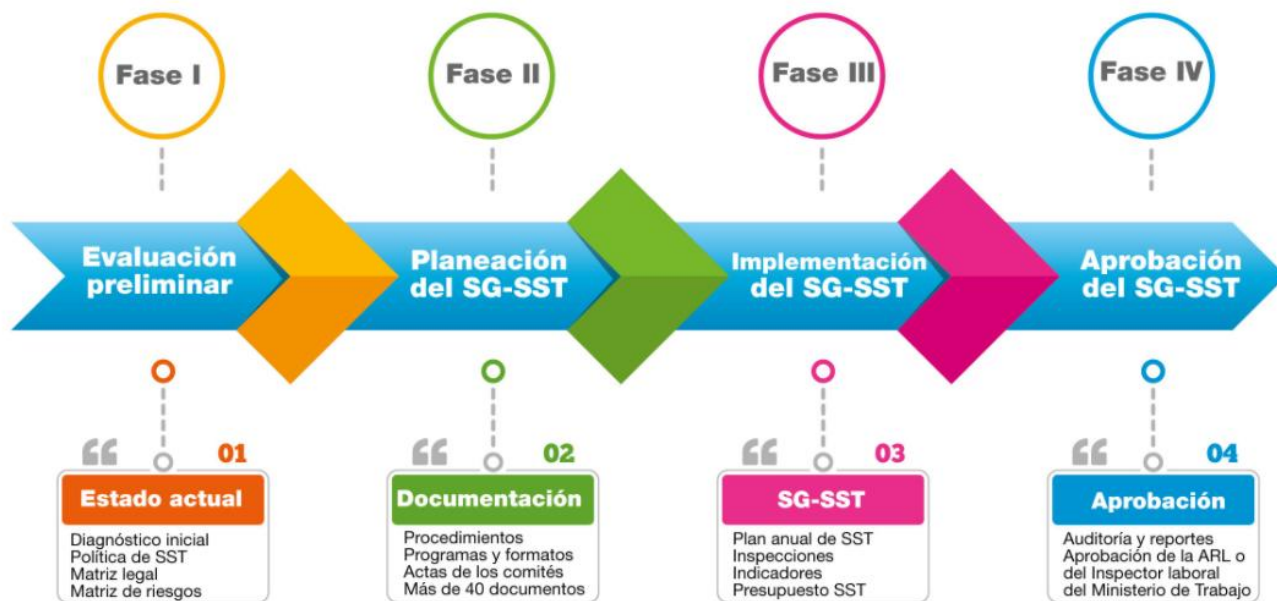 Fase I
Fase II
Fase III
Fase IV
Evaluación
preliminar
Planeación
del SG-SST
Implementación
del SG-SST
Aprobación
del SG-SST
01
Estado actual
Diagnóstico inicial
Política de SST
Matriz legal
Matriz de riesgos
02
Documentación
Procedimientos
Programas y formatos
Actas de los comités
Más de 40 documentos
03
SG-SST
Plan anual de SST
Inspecciones
Indicadores
Presupuesto SST
04
Aprobación
Auditoría y reportes
Aprobación de la ARL o
del Inspector laboral
del Ministerio de Trabajo